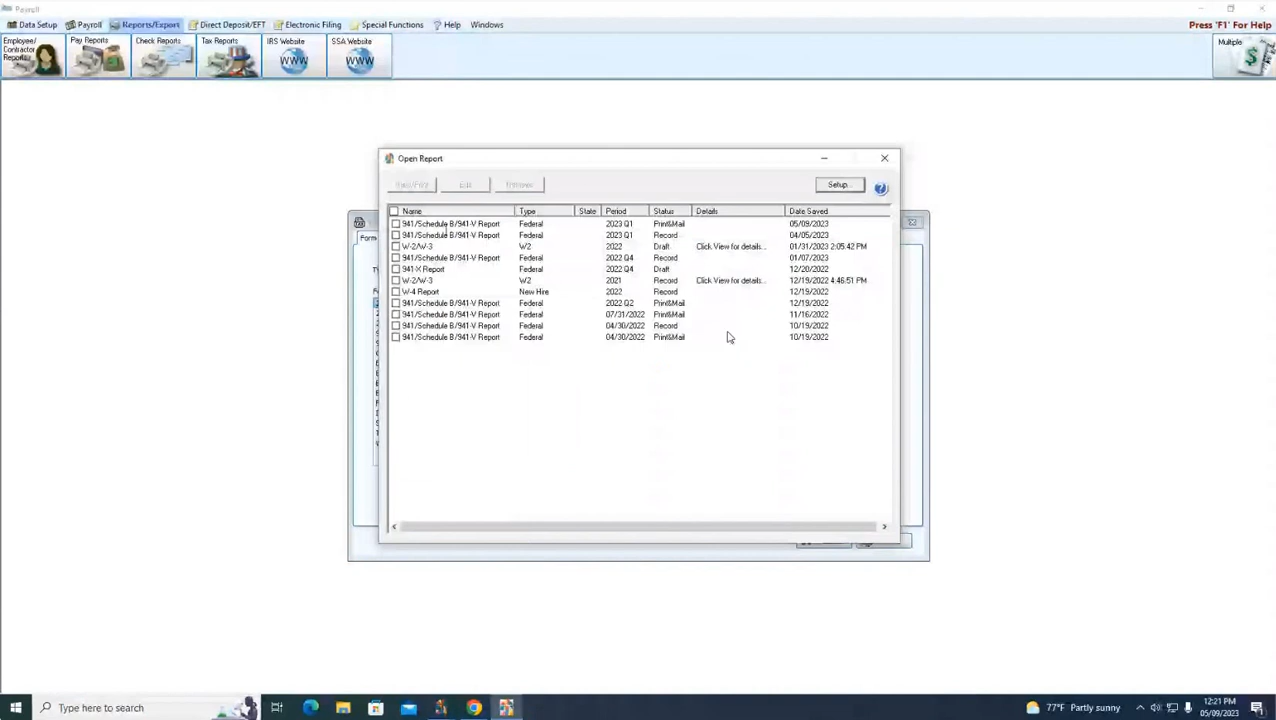 Payroll
Data Setup Payroll Reports/Export Direct Deposit/EFT Electronic Filing Special Functions Help Windows Press 'F1' For Help
Employee/ Contractor Reports Pay Reports Check Reports Tax Reports IRS Website SSA Website Multiple
WWW WWW
Open Report
Edit Setup...
Name Type State Period Status Details Date Saved
941/Schedule B/941-V Report Federal 2023 Q1 Print&Mail 05/09/2023
941/Schedule B/941-V Report Federal 2023 Q1 Record 04/05/2023
W-2/W-3 W2 2022 Draft Click View for details... 01/31/2023 2:05:42 PM
941/Schedule B/941-V Report Federal 2022 Q4 Record 01/07/2023
941-X Report Federal 2022 Q4 Draft 12/20/2022
W-2/W-3 W2 2021 Record Click View for details... 12/19/2022 4:46:51 PM
W-4 Report New Hire 2022 Record 12/19/2022
941/Schedule B/941-V Report Federal 2022 Q2 Print&Mail 12/19/2022
941/Schedule B/941-V Report Federal 07/31/2022 Print&Mail 11/16/2022
941/Schedule B/941-V Report Federal 04/30/2022 Record 10/19/2022
941/Schedule B/941-V Report Federal 04/30/2022 Print&Mail 10/19/2022
Form
Type here to search 77°F Partly sunny 12:21 PM
05/09/2023